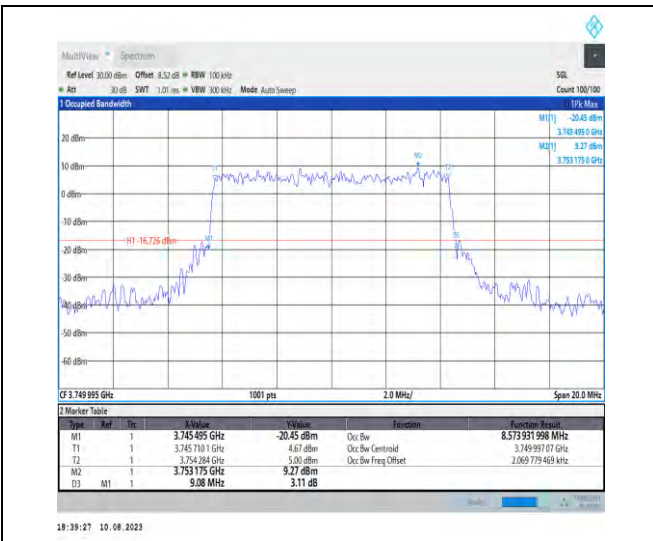 MultiView Spectrum
Ref Level 30.00 dBm Offset 8.52 dB RBW 100 kHz SGL
Att 30 dB SWT 1.01 ms VBW 300 kHz Mode Auto Sweep Count 100/100
1 Occupied Bandwidth 1Pk Max
M1[1] -20.45 dBm
3.745 495 0 GHz
M2[1] 9.27 dBm
3.753 175 0 GHz
20 dBm
M2
10 dBm
T1 T2
0 dBm
-10 dBm
H1 -16.726 dBm M1 D3
-20 dBm
-30 dBm
-40 dBm
-50 dBm
-60 dBm
CF 3.749 995 GHz 1001 pts 2.0 MHz/ Span 20.0 MHz
2 Marker Table
Type Ref Trc X-Value Y-Value Function Function Result
M1 1 3.745 495 GHz -20.45 dBm Occ Bw 8.573 931 998 MHz
T1 1 3.745 710 1 GHz 4.67 dBm Occ Bw Centroid 3.749 997 07 GHz
T2 1 3.754 284 GHz 5.00 dBm Occ Bw Freq Offset 2.069 779 469 kHz
M2 1 3.753 175 GHz 9.27 dBm
D3 M1 1 9.08 MHz 3.11 dB
18:39:27 10.08.2023